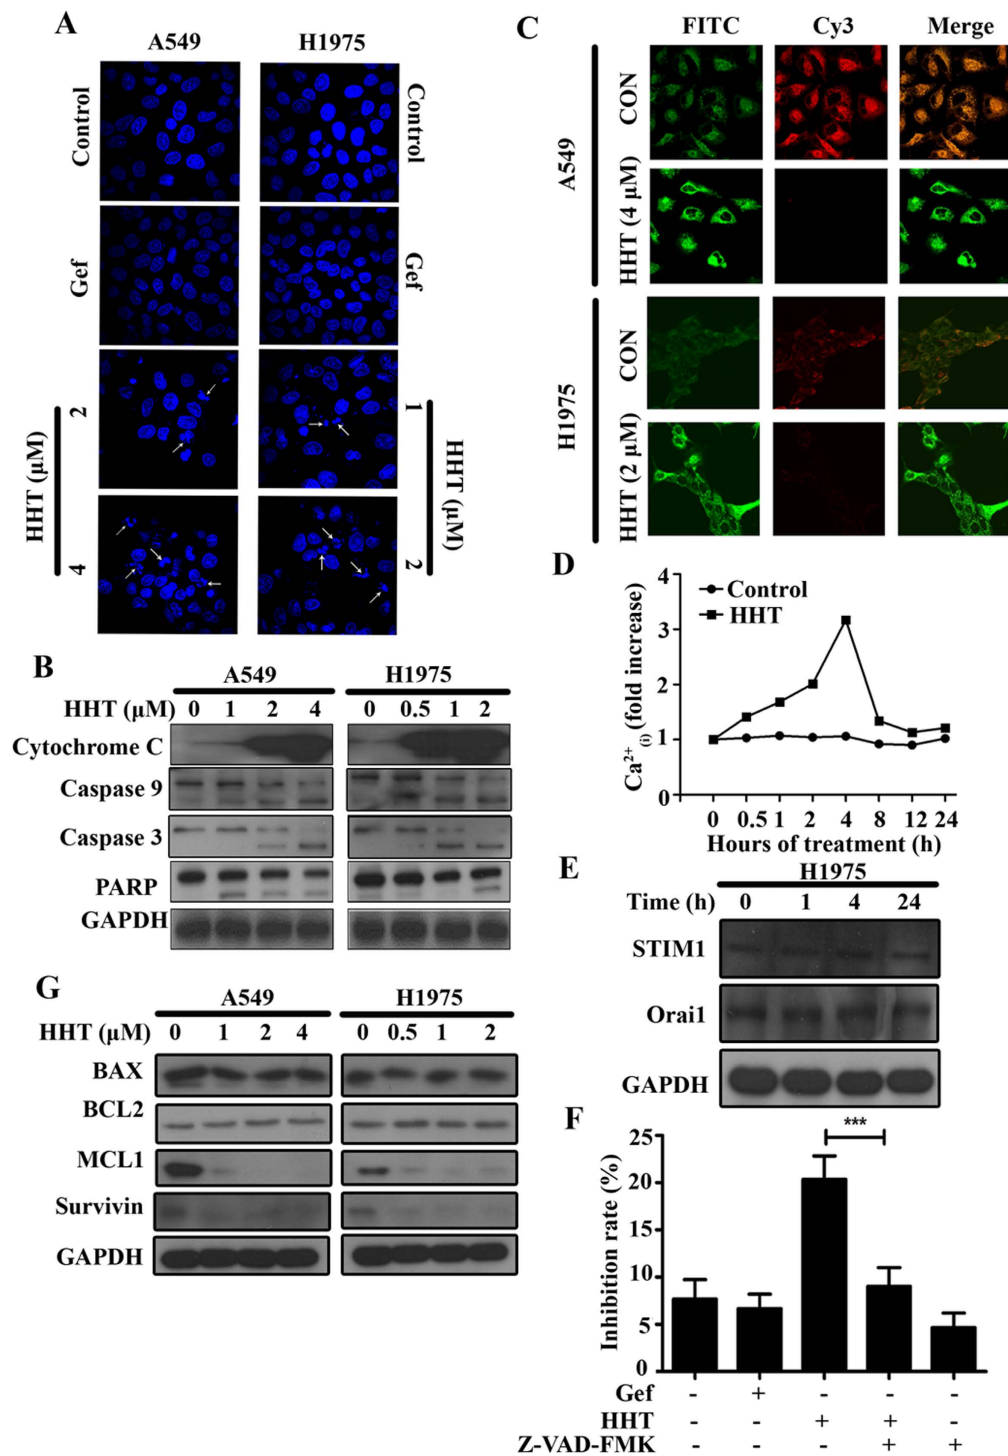 A
A549 H1975
Control Control
Gef Gef
2 1
4 2
HHT (μM) HHT (μM)
B
A549 H1975
HHT (μM) 0 1 2 4 0 0.5 1 2
Cytochrome C
Caspase 9
Caspase 3
PARP
GAPDH
C
FITC Cy3 Merge
A549
CON
HHT (4 μM)
H1975
CON
HHT (2 μM)
D
4
3
2
1
0
Ca2+(i) (fold increase)
Control
HHT
0 0.5 1 2 4 8 12 24
Hours of treatment (h)
E
H1975
Time (h) 0 1 4 24
STIM1
Orai1
GAPDH
F
***
25
20
15
10
5
0
Inhibition rate (%)
Gef - + - - -
HHT - - + + -
Z-VAD-FMK - - - + +
G
A549 H1975
HHT (μM) 0 1 2 4 0 0.5 1 2
BAX
BCL2
MCL1
Survivin
GAPDH